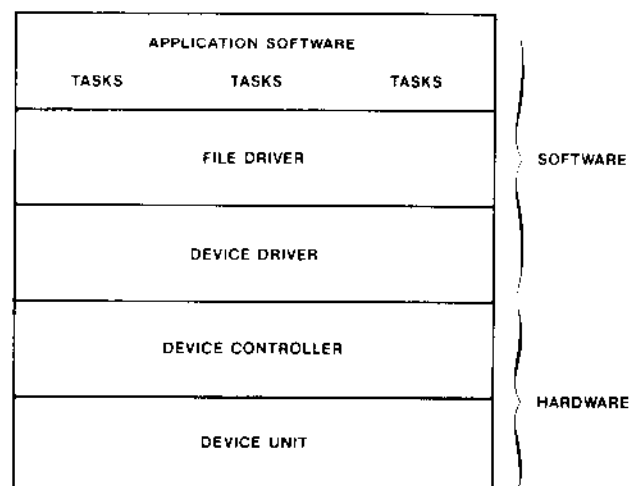 APPLICATION SOFTWARE
TASKS TASKS TASKS
FILE DRIVER
SOFTWARE
DEVICE DRIVER
DEVICE CONTROLLER
HARDWARE
DEVICE UNIT